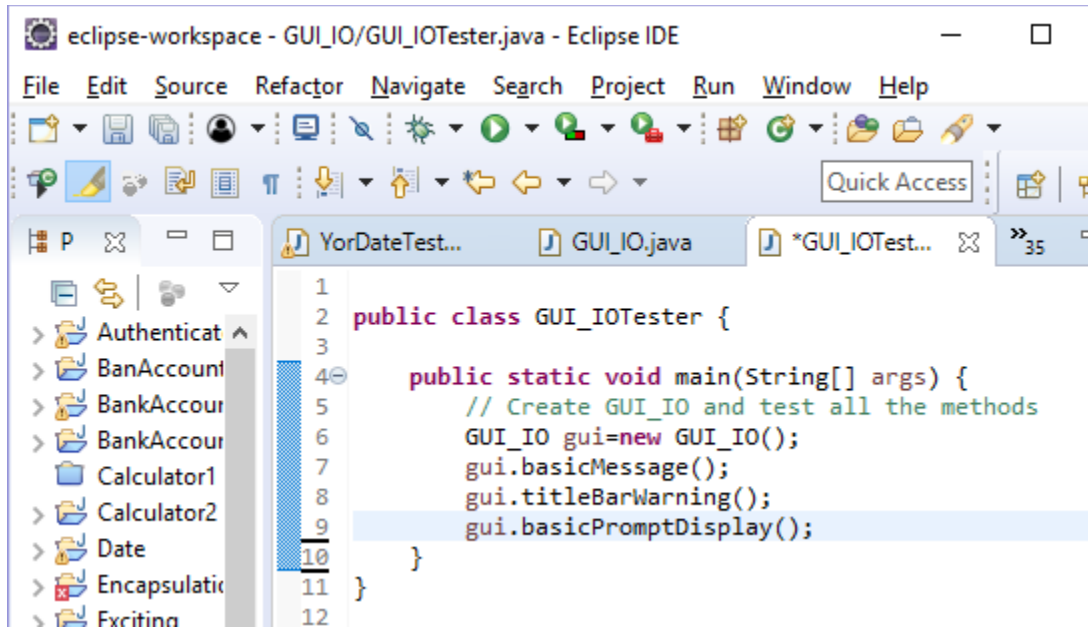 eclipse-workspace - GUI_IO/GUI_IOTester.java - Eclipse IDE
File Edit Source Refactor Navigate Search Project Run Window Help
Quick Access
P
YorDateTest... GUI_IO.java *GUI_IOTest... »35
Authenticat
BanAccount
BankAccour
BankAccour
Calculator1
Calculator2
Date
Encapsulatic
Exciting
1
2 public class GUI_IOTester {
3
4 public static void main(String[] args) {
5 // Create GUI_IO and test all the methods
6 GUI_IO gui=new GUI_IO();
7 gui.basicMessage();
8 gui.titleBarWarning();
9 gui.basicPromptDisplay();
10 }
11 }
12